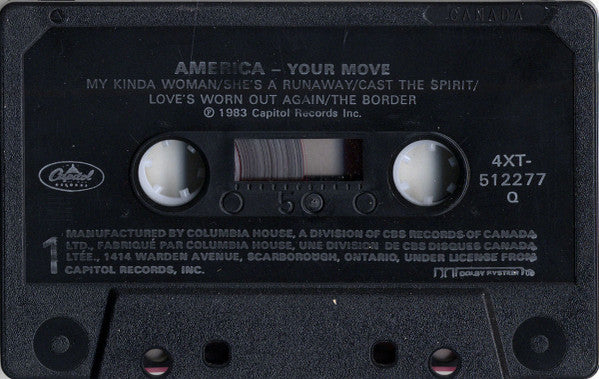 CANADA
AMERICA – YOUR MOVE
MY KINDA WOMAN/SHE'S A RUNAWAY/CAST THE SPIRIT/
LOVE'S WORN OUT AGAIN/THE BORDER
℗ 1983 Capitol Records Inc.
Capitol
RECORDS
4XT-
512277
Q
0 50
1
MANUFACTURED BY COLUMBIA HOUSE, A DIVISION OF CBS RECORDS OF CANADA
LTD., FABRIQUÉ PAR COLUMBIA HOUSE, UNE DIVISION DE CBS DISQUES CANADA
LTÉE., 1414 WARDEN AVENUE, SCARBOROUGH, ONTARIO, UNDER LICENSE FROM
CAPITOL RECORDS, INC.
DOLBY SYSTEM